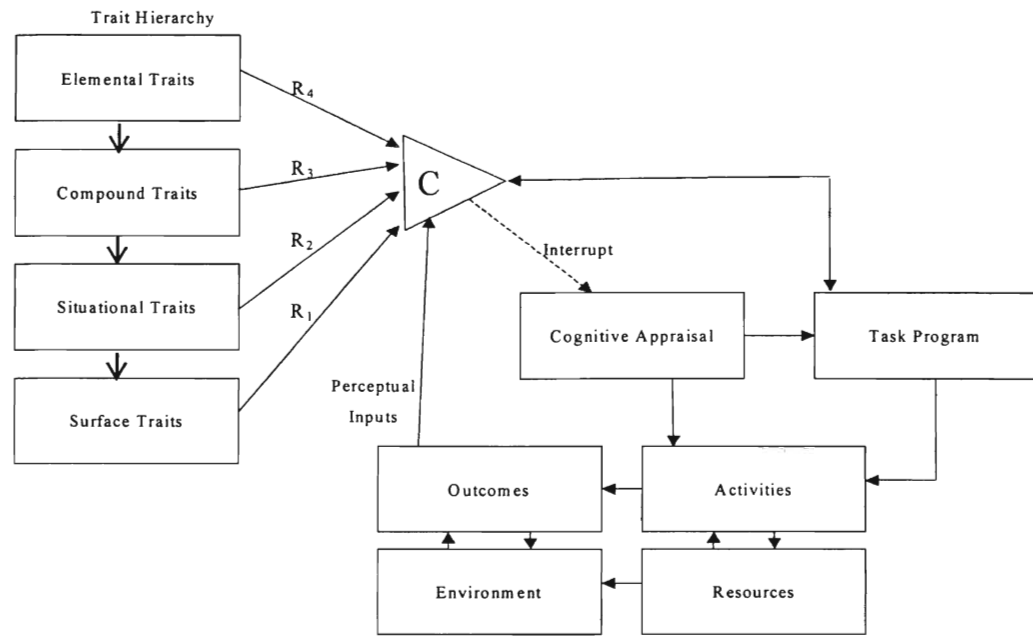 Trait Hierarchy
Elemental Traits
R₄
Compound Traits
R₃
C
Situational Traits
R₂
Interrupt
R₁
Cognitive Appraisal
Task Program
Surface Traits
Perceptual
Inputs
Outcomes
Activities
Environment
Resources